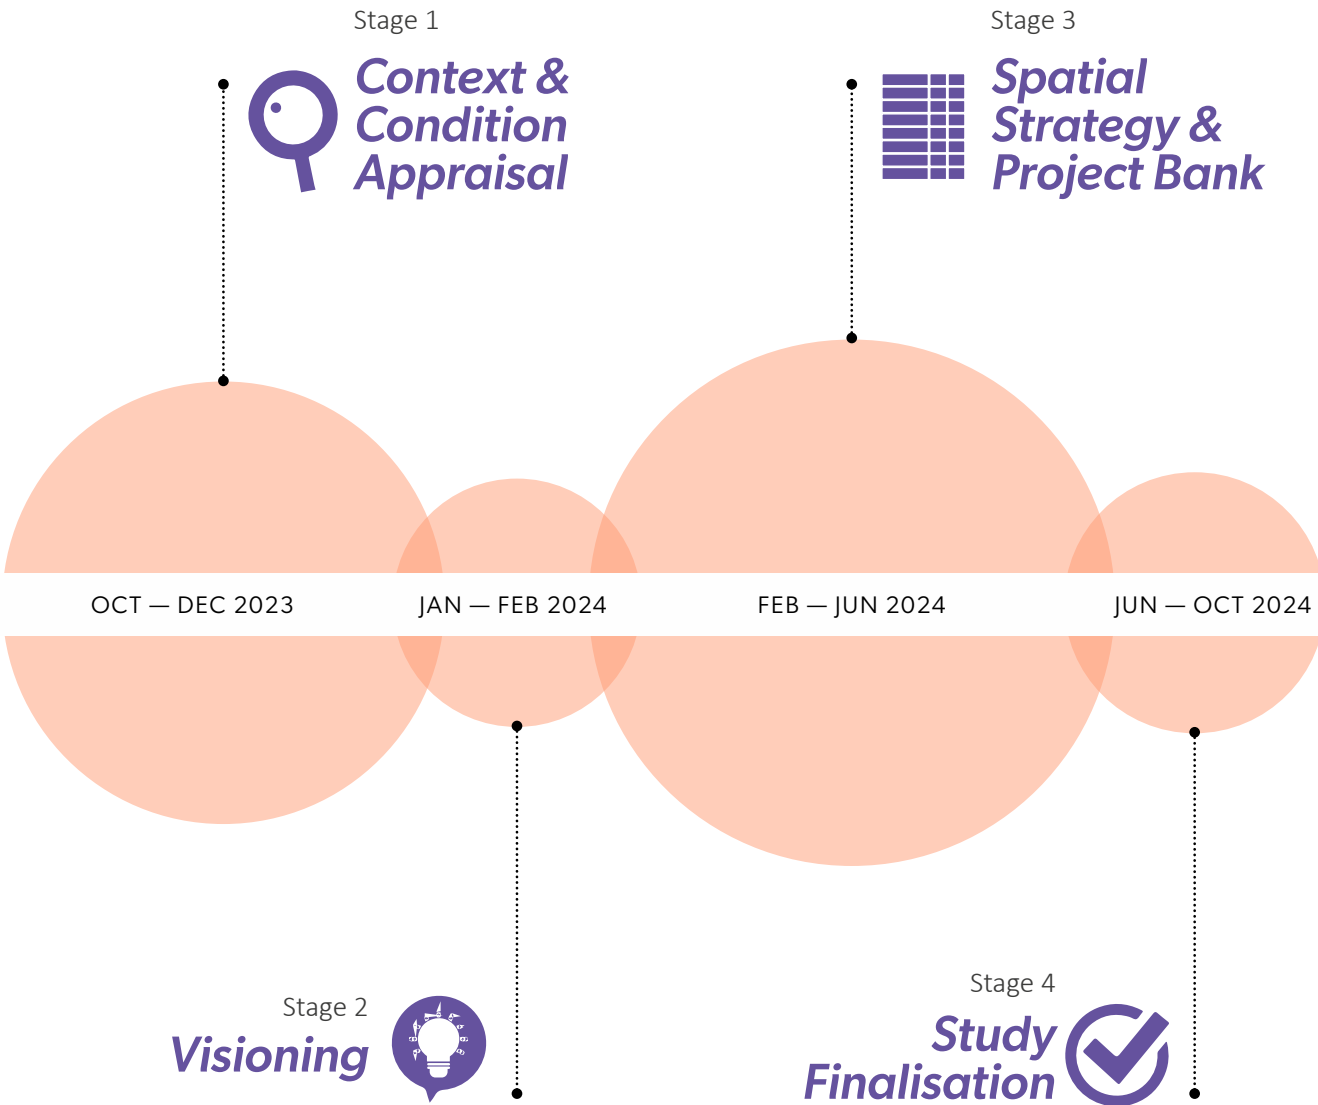 Stage 1
Context &
Condition
Appraisal
Stage 3
Spatial
Strategy &
Project Bank
OCT — DEC 2023
JAN — FEB 2024
FEB — JUN 2024
JUN — OCT 2024
Stage 2
Visioning
Stage 4
Study
Finalisation